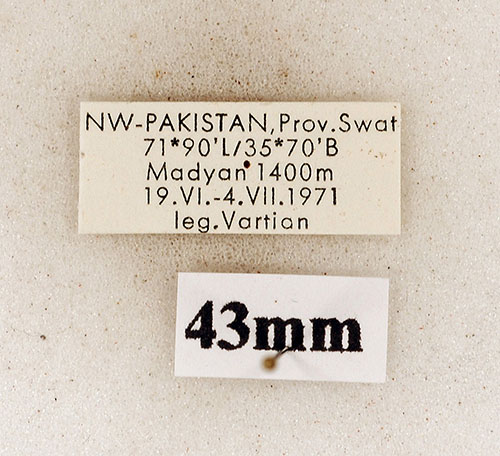 NW-PAKISTAN,Prov.Swat
71*90'L/35*70'B
Madyan 1400m
19.VI.-4.VII.1971
leg.Vartian
43mm